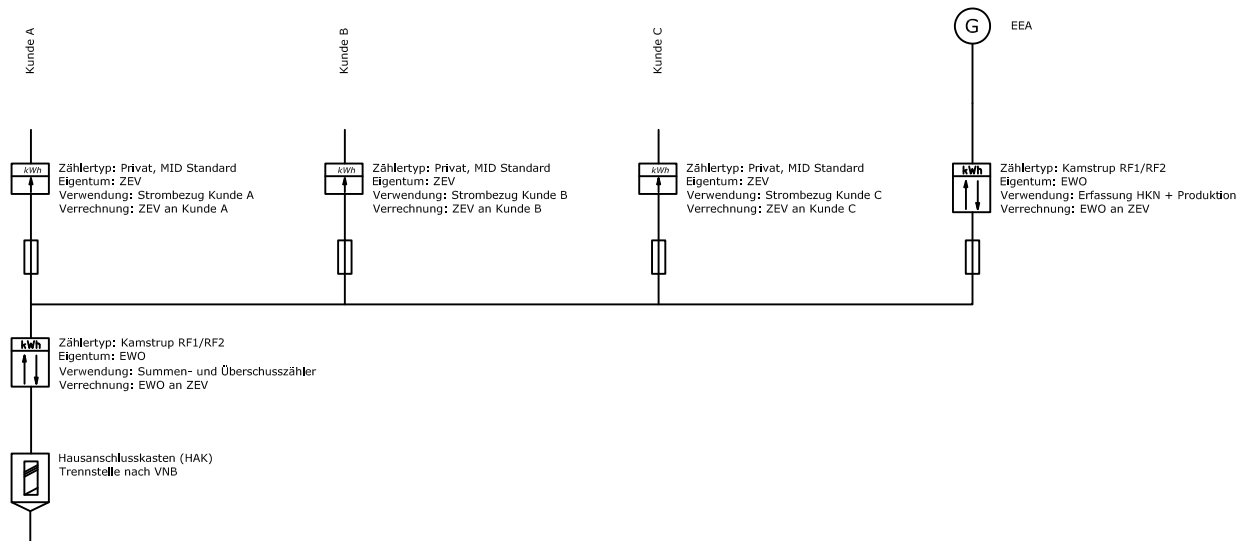 Kunde A
Kunde B
Kunde C
G
EEA
kWh
Zählertyp: Privat, MID Standard
Eigentum: ZEV
Verwendung: Strombezug Kunde A
Verrechnung: ZEV an Kunde A
kWh
Zählertyp: Privat, MID Standard
Eigentum: ZEV
Verwendung: Strombezug Kunde B
Verrechnung: ZEV an Kunde B
kWh
Zählertyp: Privat, MID Standard
Eigentum: ZEV
Verwendung: Strombezug Kunde C
Verrechnung: ZEV an Kunde C
kWh
Zählertyp: Kamstrup RF1/RF2
Eigentum: EWO
Verwendung: Erfassung HKN + Produktion
Verrechnung: EWO an ZEV
kWh
Zählertyp: Kamstrup RF1/RF2
Eigentum: EWO
Verwendung: Summen- und Überschusszähler
Verrechnung: EWO an ZEV
Hausanschlusskasten (HAK)
Trennstelle nach VNB